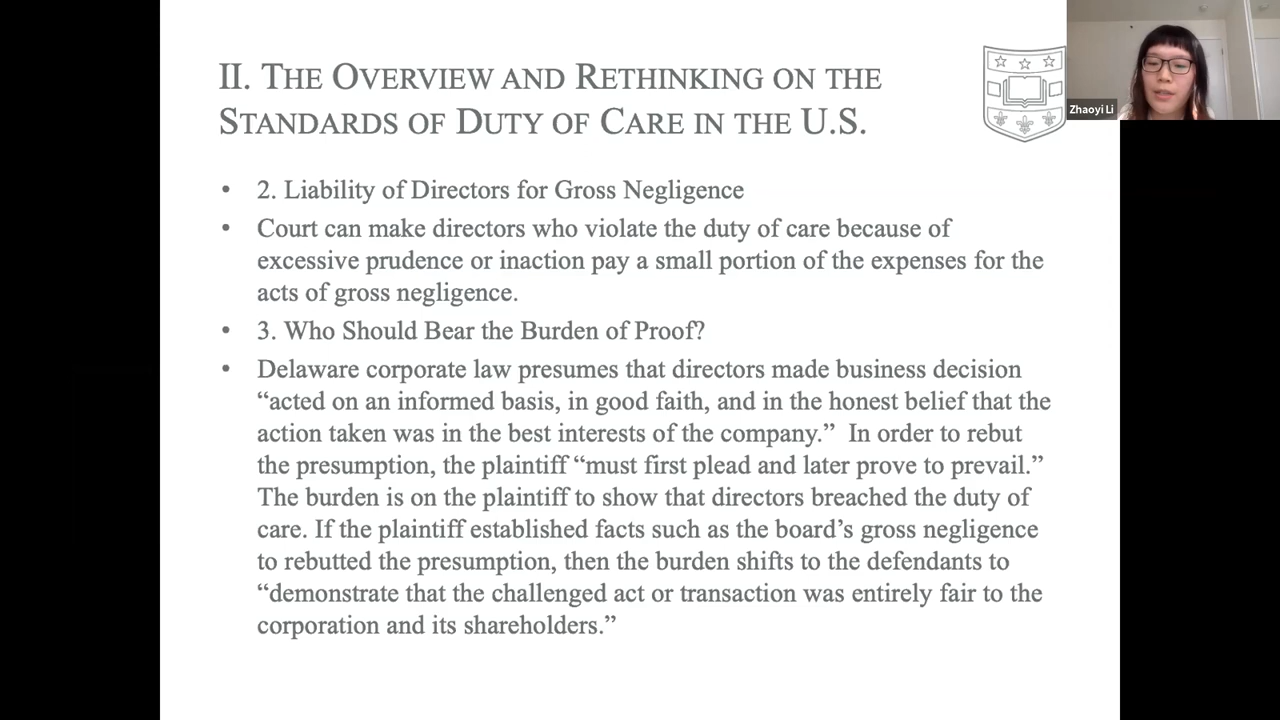 II. THE OVERVIEW AND RETHINKING ON THE
STANDARDS OF DUTY OF CARE IN THE U.S.
Zhaoyi Li
• 2. Liability of Directors for Gross Negligence
• Court can make directors who violate the duty of care because of
excessive prudence or inaction pay a small portion of the expenses for the
acts of gross negligence.
• 3. Who Should Bear the Burden of Proof?
• Delaware corporate law presumes that directors made business decision
“acted on an informed basis, in good faith, and in the honest belief that the
action taken was in the best interests of the company.” In order to rebut
the presumption, the plaintiff “must first plead and later prove to prevail.”
The burden is on the plaintiff to show that directors breached the duty of
care. If the plaintiff established facts such as the board’s gross negligence
to rebutted the presumption, then the burden shifts to the defendants to
“demonstrate that the challenged act or transaction was entirely fair to the
corporation and its shareholders.”